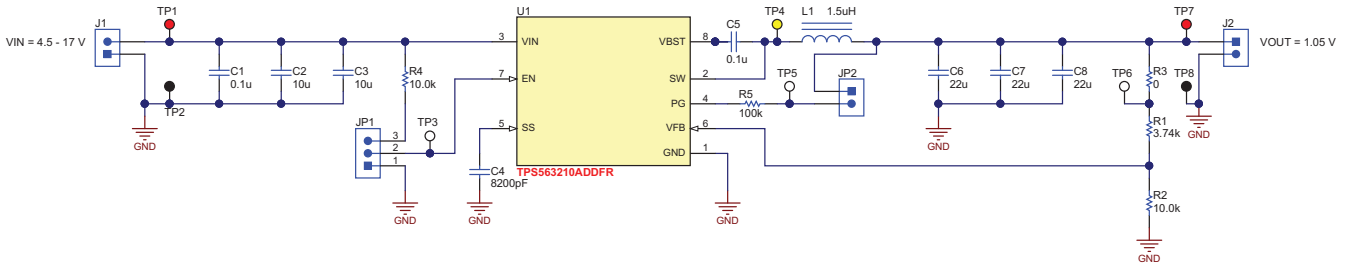 J1
VIN = 4.5 - 17 V
TP1
TP2
GND
C1
0.1u
C2
10u
C3
10u
R4
10.0k
JP1
3
2
1
GND
TP3
C4
8200pF
GND
U1
3
VIN
7
EN
5
SS
VBST
8
SW
2
PG
4
VFB
6
GND
1
TPS563210ADDFR
GND
C5
0.1u
TP4
L1
1.5uH
R5
100k
TP5
JP2
C6
22u
C7
22u
C8
22u
GND
TP6
R3
0
R1
3.74k
R2
10.0k
GND
TP7
TP8
GND
J2
VOUT = 1.05 V